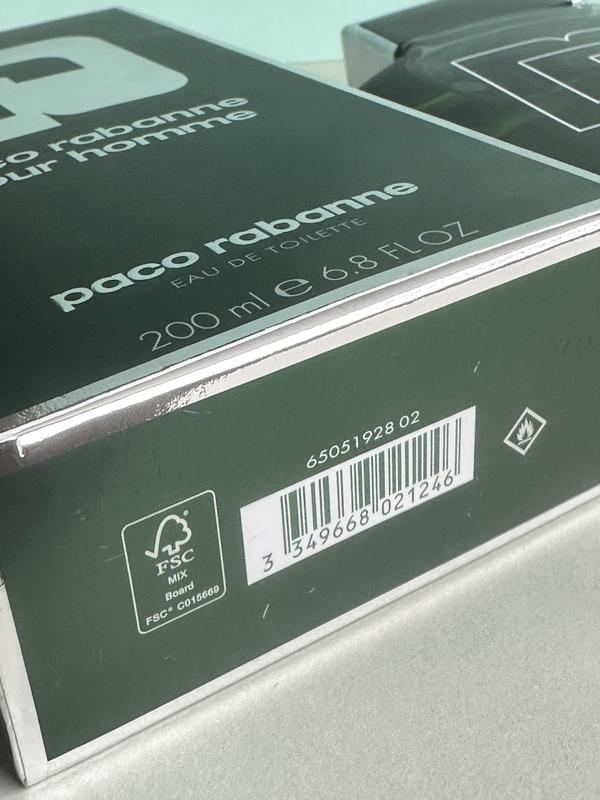 co rabanne
our homme
paco rabanne
EAU DE TOILETTE
200 ml e 6.8 FL OZ
65051928 02
3 349668 021246
FSC
MIX
Board
FSC® C015669